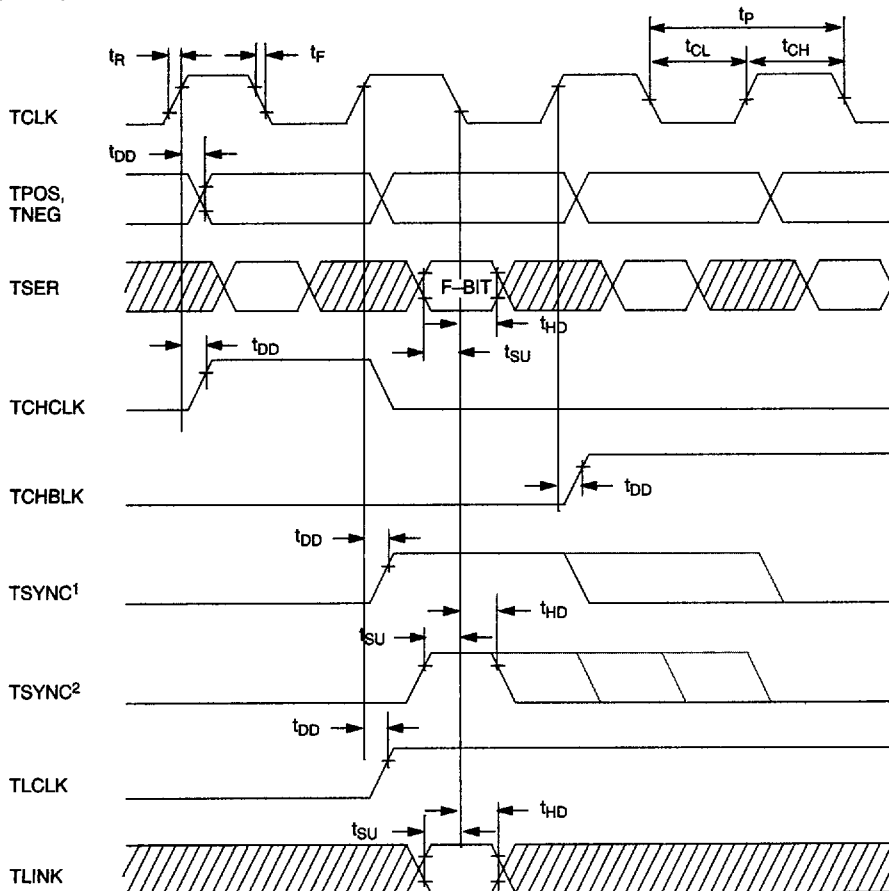 tP
tR
tF
tCL
tCH
TCLK
tDD
TPOS,
TNEG
TSER
F-BIT
tHD
tSU
tDD
TCHCLK
TCHBLK
tDD
tDD
TSYNC1
tHD
tSU
TSYNC2
tDD
TLCLK
tHD
tSU
TLINK